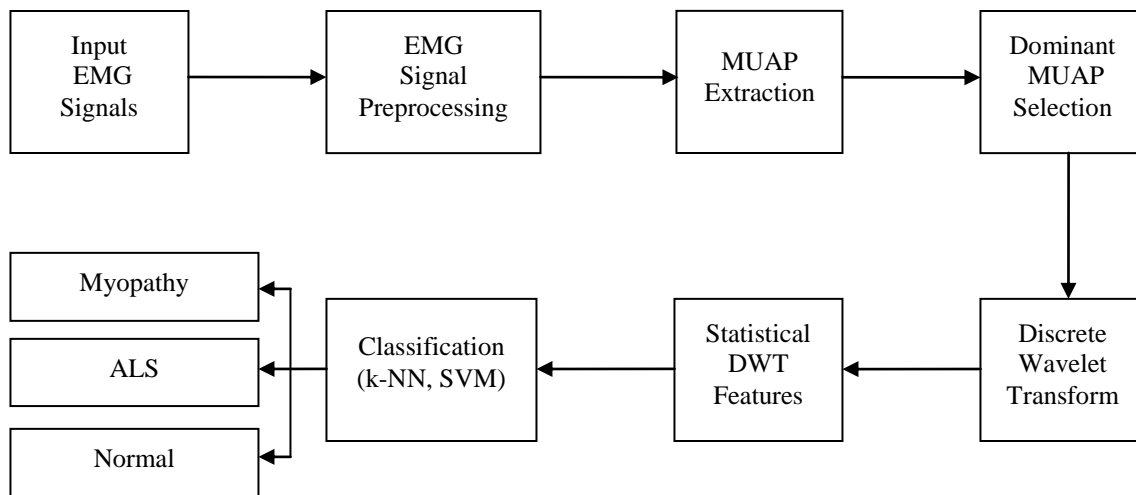 Input
EMG
Signals
EMG
Signal
Preprocessing
MUAP
Extraction
Dominant
MUAP
Selection
Myopathy
ALS
Normal
Classification
(k-NN, SVM)
Statistical
DWT
Features
Discrete
Wavelet
Transform